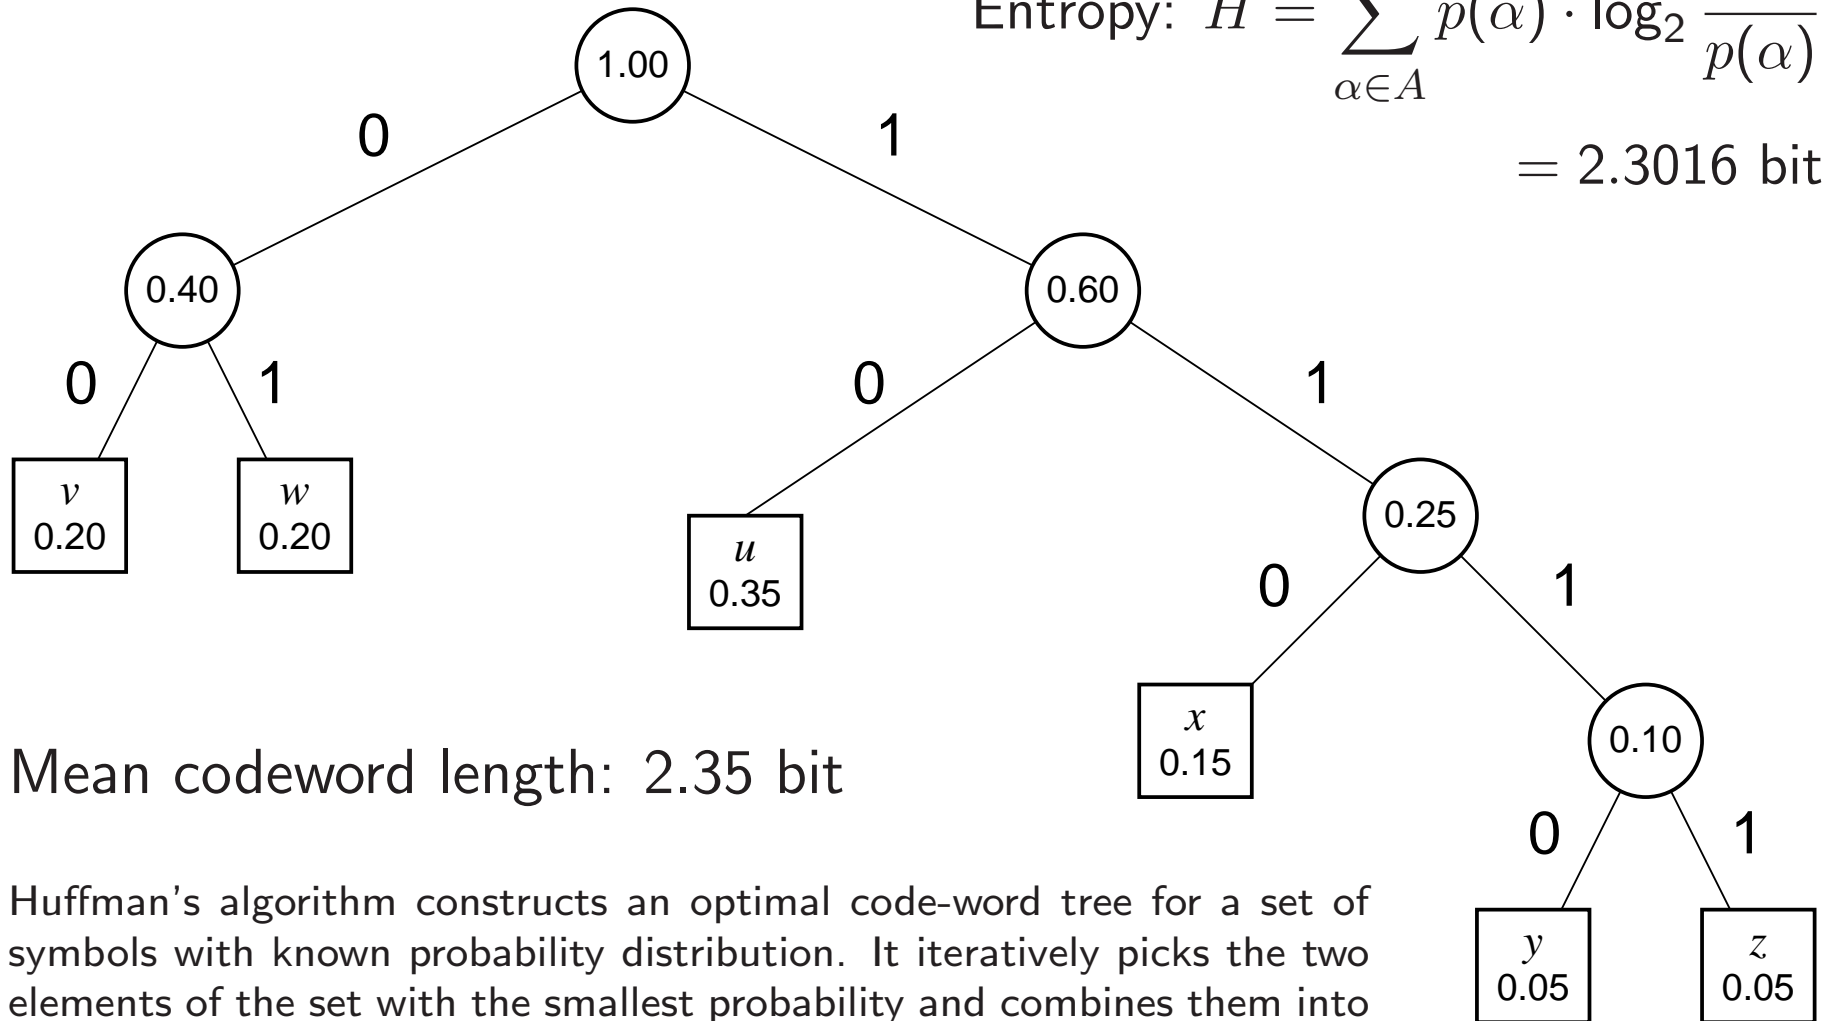 Entropy: H = ∑ p(α) · log₂ 1/p(α)
α∈A
= 2.3016 bit
1.00
0 1
0.40 0.60
0 1 0 1
v 0.20
w 0.20
u 0.35
0.25
0 1
x 0.15
0.10
0 1
y 0.05
z 0.05
Mean codeword length: 2.35 bit
Huffman's algorithm constructs an optimal code-word tree for a set of
symbols with known probability distribution. It iteratively picks the two
elements of the set with the smallest probability and combines them into